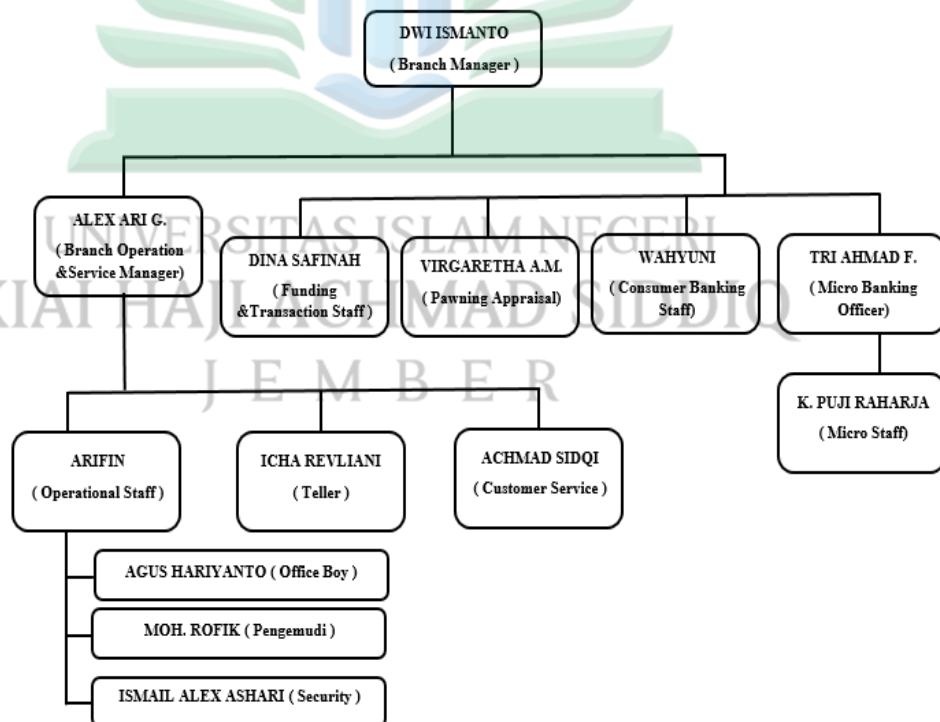 DWI ISMANTO
( Branch Manager )
ALEX ARI G.
( Branch Operation
&Service Manager)
DINA SAFINAH
( Funding
&Transaction Staff )
VIRGARETHA A.M.
( Pawning Appraisal)
WAHYUNI
( Consumer Banking
Staff)
TRI AHMAD F.
( Micro Banking
Officer)
UNIVERSITAS ISLAM NEGERI
KIAI HAJI ACHMAD SIDDIQ
J E M B E R
K. PUJI RAHARJA
( Micro Staff)
ARIFIN
( Operational Staff )
ICHA REVLIANI
( Teller )
ACHMAD SIDQI
( Customer Service )
AGUS HARIYANTO ( Office Boy )
MOH. ROFIK ( Pengemudi )
ISMAIL ALEX ASHARI ( Security )